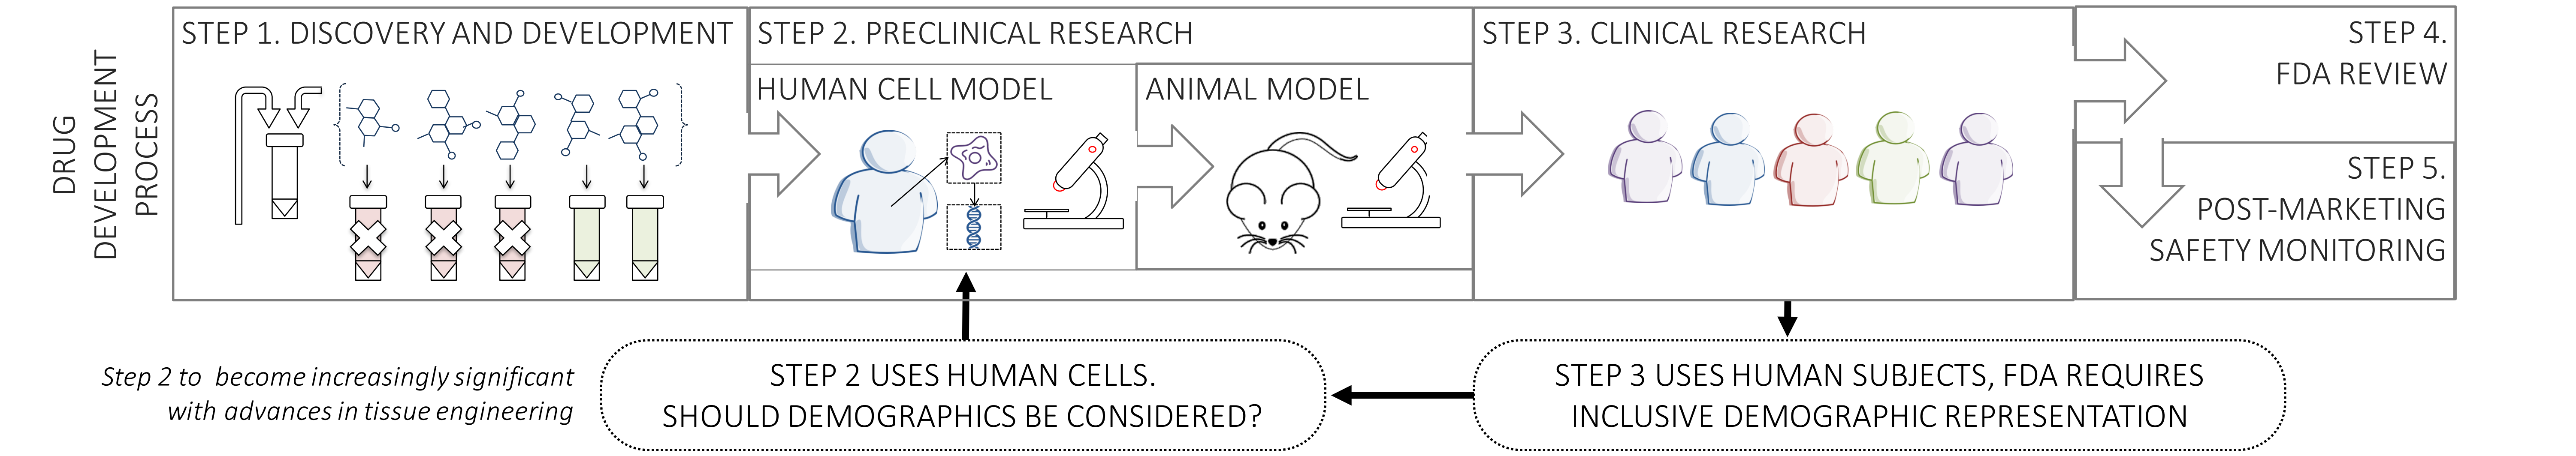 DRUG
DEVELOPMENT
PROCESS
STEP 1. DISCOVERY AND DEVELOPMENT
STEP 2. PRECLINICAL RESEARCH
HUMAN CELL MODEL
ANIMAL MODEL
STEP 3. CLINICAL RESEARCH
STEP 4.
FDA REVIEW
STEP 5.
POST-MARKETING
SAFETY MONITORING
Step 2 to become increasingly significant
with advances in tissue engineering
STEP 2 USES HUMAN CELLS.
SHOULD DEMOGRAPHICS BE CONSIDERED?
STEP 3 USES HUMAN SUBJECTS, FDA REQUIRES
INCLUSIVE DEMOGRAPHIC REPRESENTATION